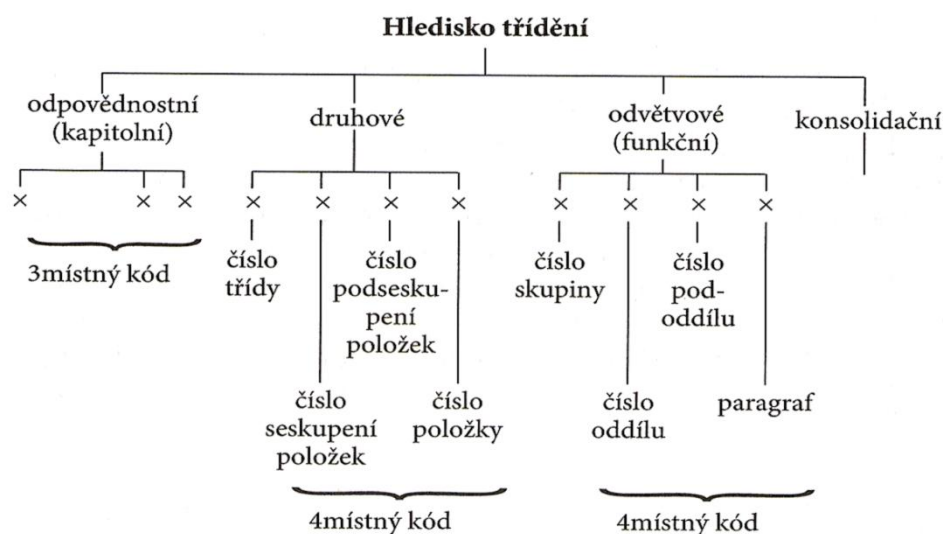 Hledisko třídění
odpovědnostní
(kapitolní)
druhové
odvětvové
(funkční)
konsolidační
× × ×
× × × ×
× × × ×
3místný kód
číslo
třídy
číslo
podsesku-
pení
položek
číslo
skupiny
číslo
pod-
oddílu
číslo
seskupení
položek
číslo
položky
číslo
oddílu
paragraf
4místný kód
4místný kód